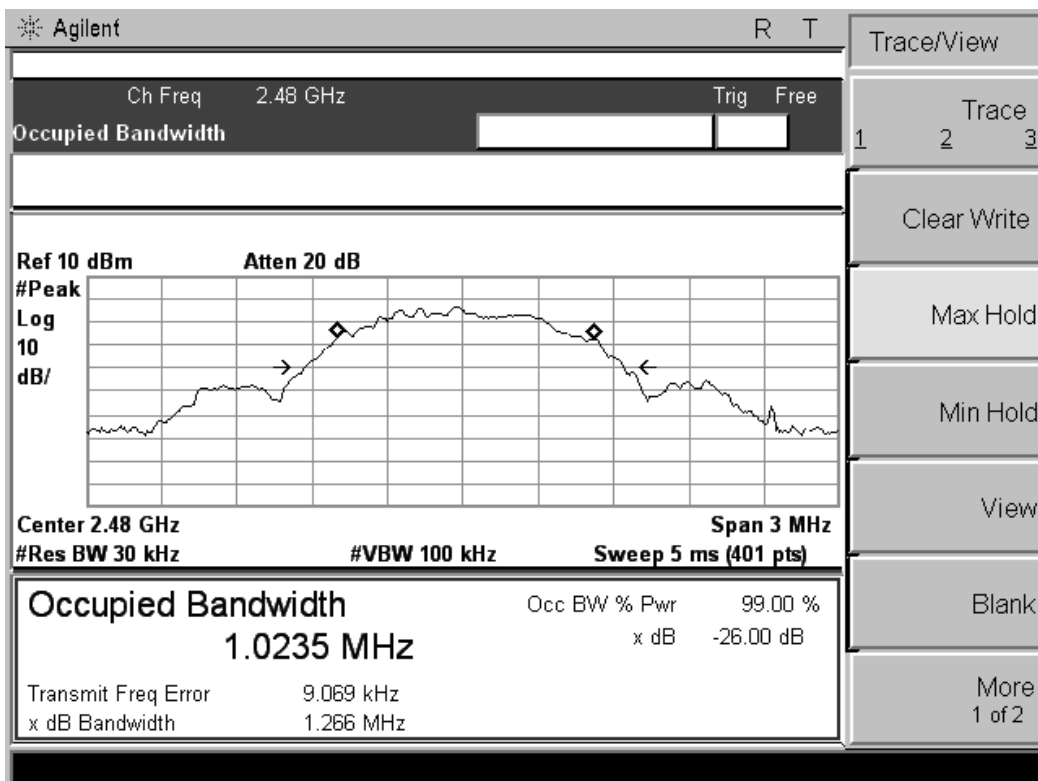 Agilent R T
Ch Freq 2.48 GHz Trig Free
Occupied Bandwidth
Ref 10 dBm Atten 20 dB
#Peak
Log
10
dB/
Center 2.48 GHz Span 3 MHz
#Res BW 30 kHz #VBW 100 kHz Sweep 5 ms (401 pts)
Occupied Bandwidth
1.0235 MHz
Occ BW % Pwr 99.00 %
x dB -26.00 dB
Transmit Freq Error 9.069 kHz
x dB Bandwidth 1.266 MHz
Trace/View
Trace
1 2 3
Clear Write
Max Hold
Min Hold
View
Blank
More
1 of 2